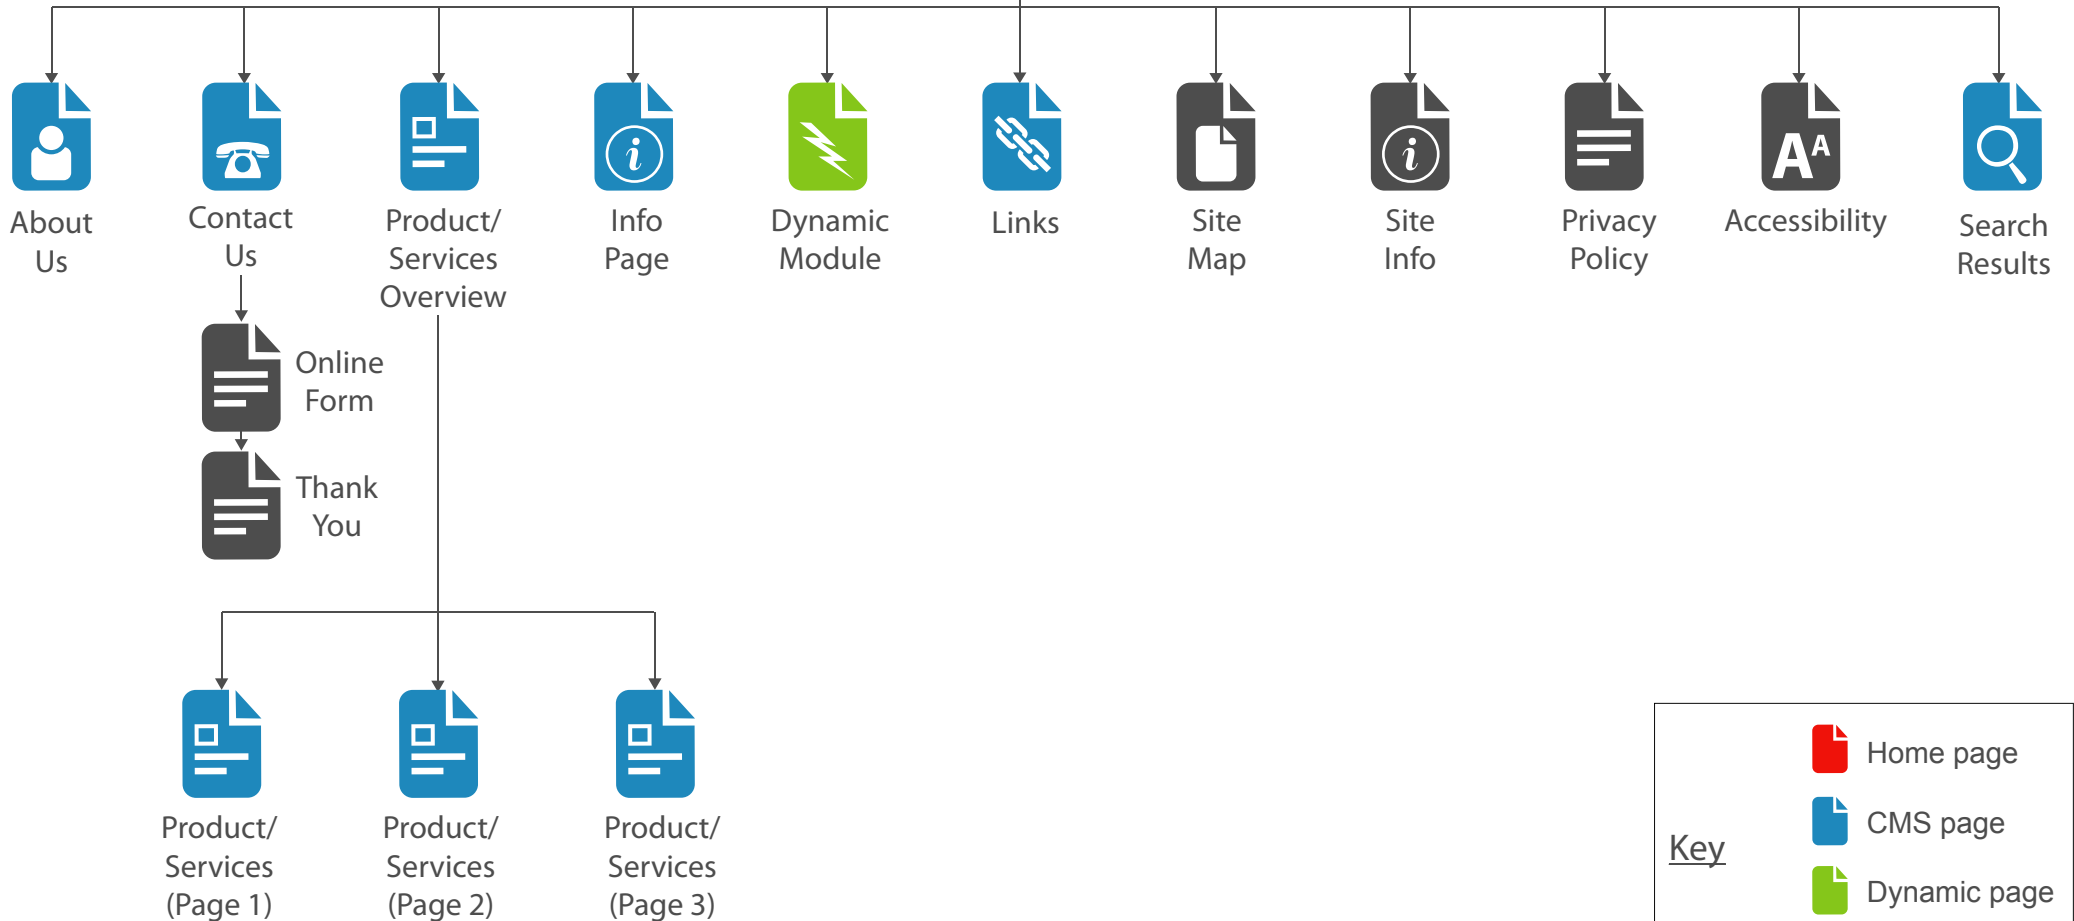 About
Us
Contact
Us
Product/
Services
Overview
Info
Page
Dynamic
Module
Links
Site
Map
Site
Info
Privacy
Policy
Accessibility
Search
Results
Online
Form
Thank
You
Product/
Services
(Page 1)
Product/
Services
(Page 2)
Product/
Services
(Page 3)
Key
Home page
CMS page
Dynamic page